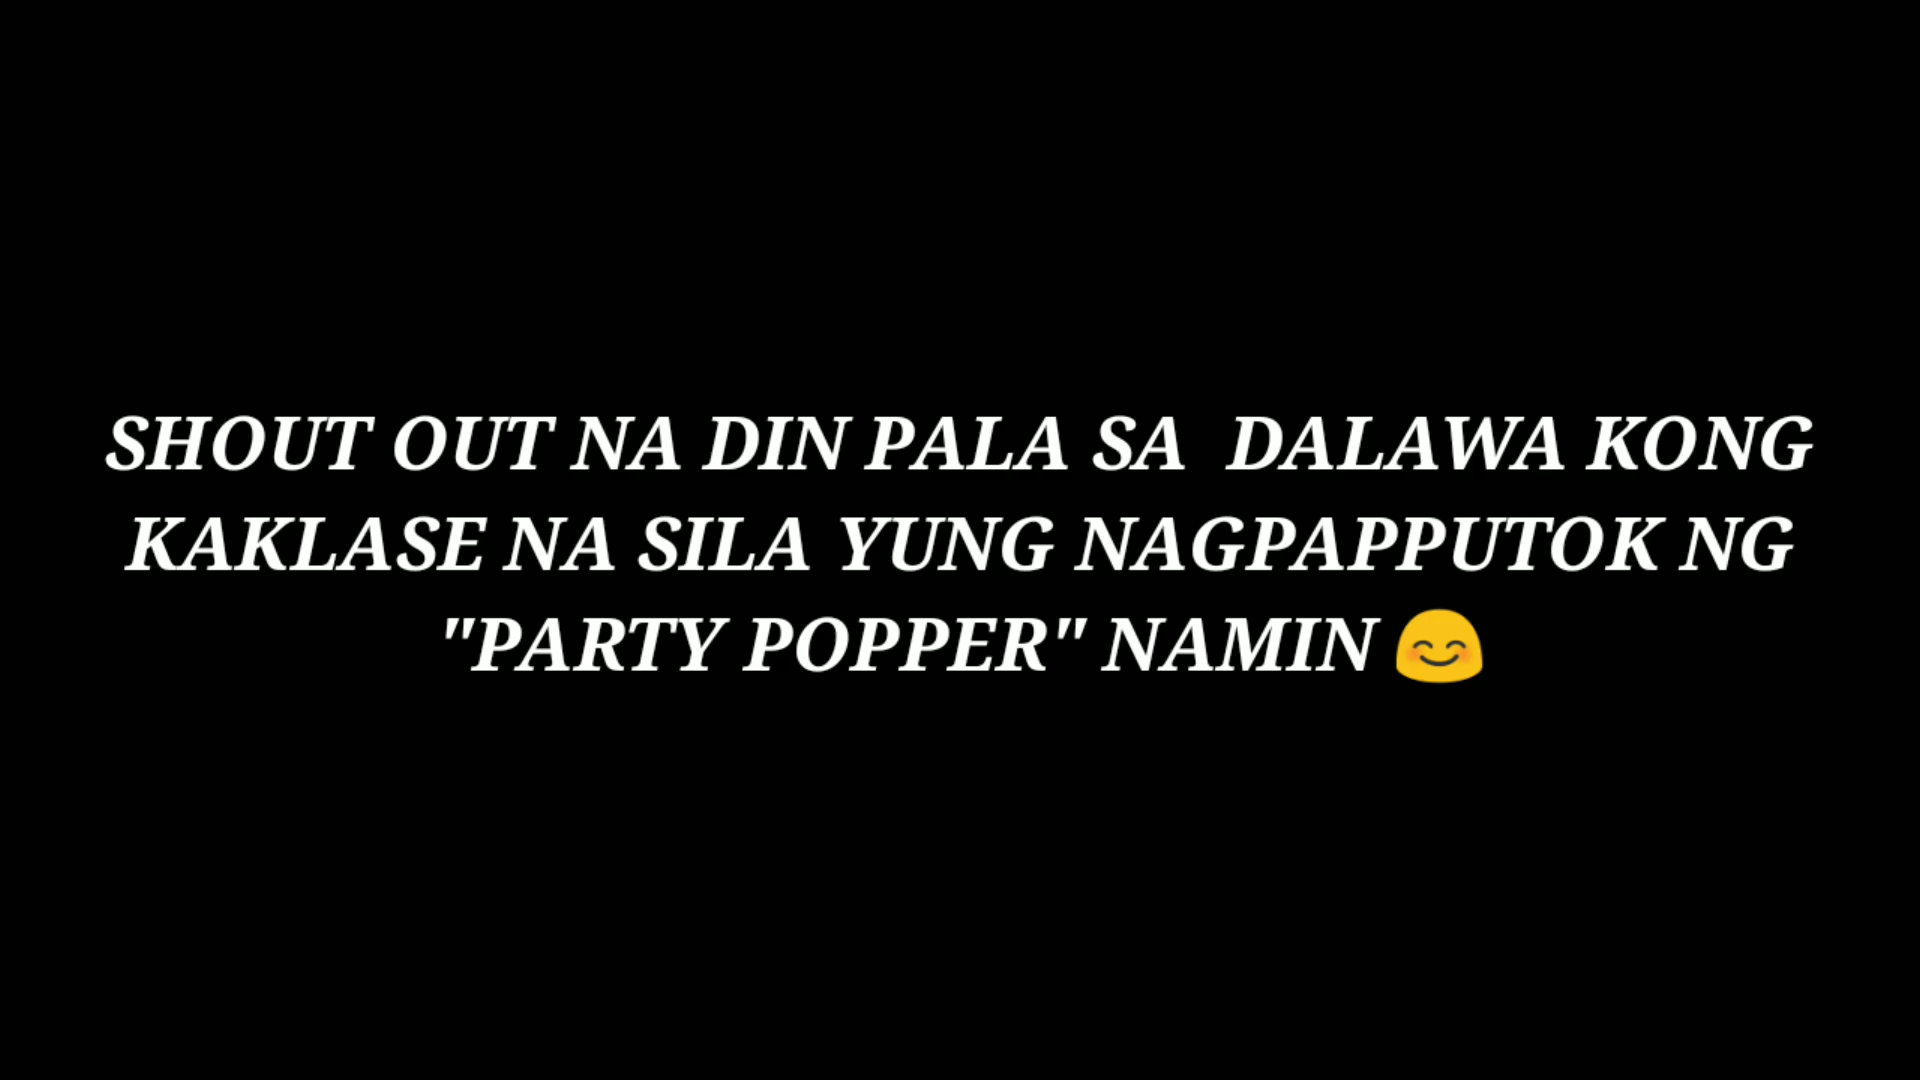 SHOUT OUT NA DIN PALA SA  DALAWA KONG
KAKLASE NA SILA YUNG NAGPAPPUTOK NG
"PARTY POPPER" NAMIN 😊